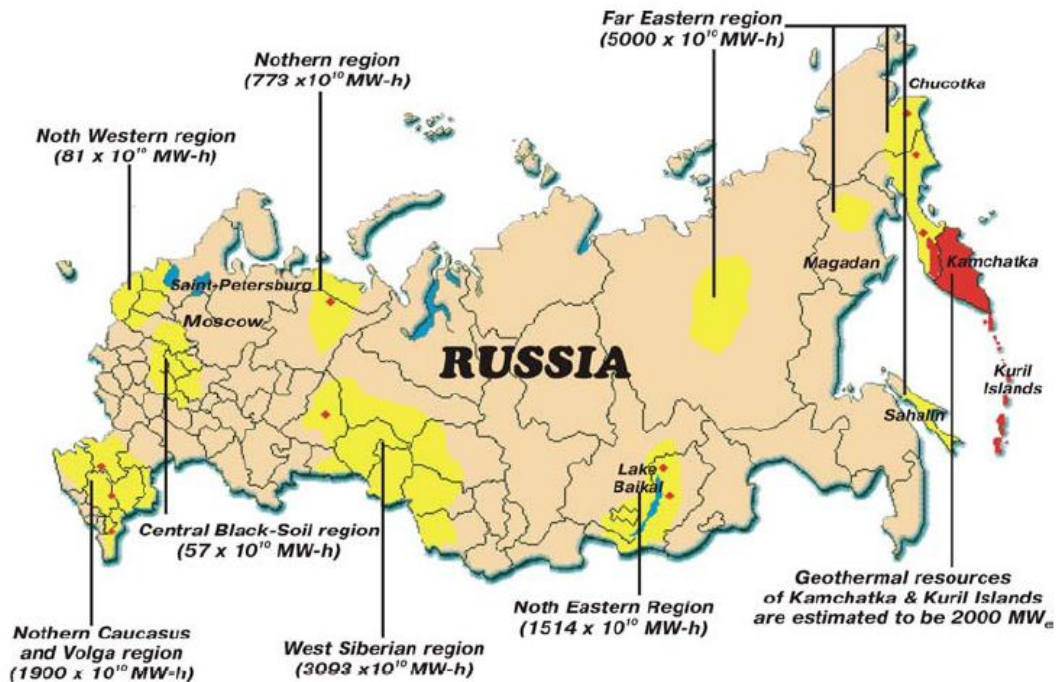 Far Eastern region
(5000 x 10¹⁰ MW-h)
Nothern region
(773 x10¹⁰ MW-h)
Chucotka
Noth Western region
(81 x 10¹⁰ MW-h)
Saint-Petersburg
Moscow
Magadan
Kamchatka
RUSSIA
Kuril
Islands
Sahalin
Lake
Baikal
Central Black-Soil region
(57 x 10¹⁰ MW-h)
Geothermal resources
of Kamchatka & Kuril Islands
are estimated to be 2000 MWe
Noth Eastern Region
(1514 x 10¹⁰ MW-h)
Nothern Caucasus
and Volga region
(1900 x 10¹⁰ MW-h)
West Siberian region
(3093 x10¹⁰ MW-h)